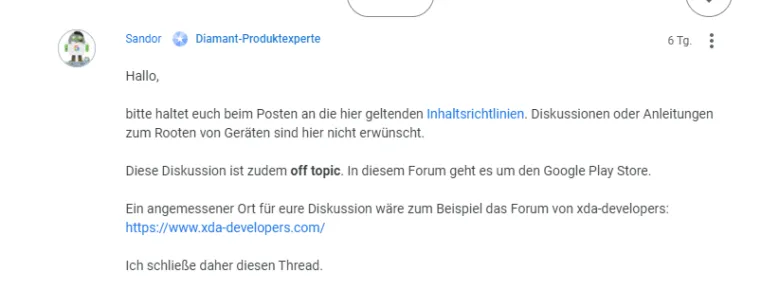 Sandor Diamant-Produktexperte 6 Tg.
Hallo,
bitte haltet euch beim Posten an die hier geltenden Inhaltsrichtlinien. Diskussionen oder Anleitungen
zum Rooten von Geräten sind hier nicht erwünscht.
Diese Diskussion ist zudem off topic. In diesem Forum geht es um den Google Play Store.
Ein angemessener Ort für eure Diskussion wäre zum Beispiel das Forum von xda-developers:
https://www.xda-developers.com/
Ich schließe daher diesen Thread.